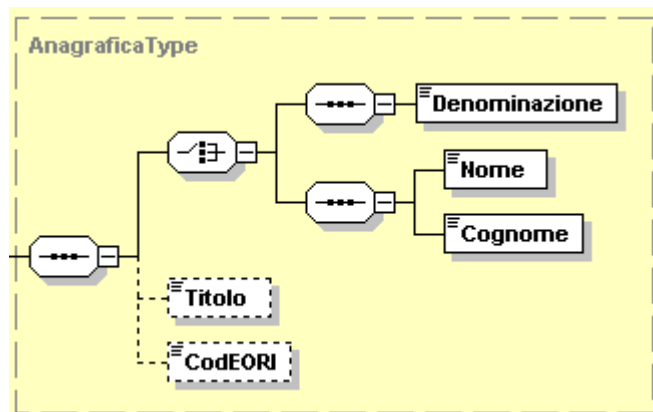 AnagraficaType
Denominazione
Nome
Cognome
Titolo
CodEORI